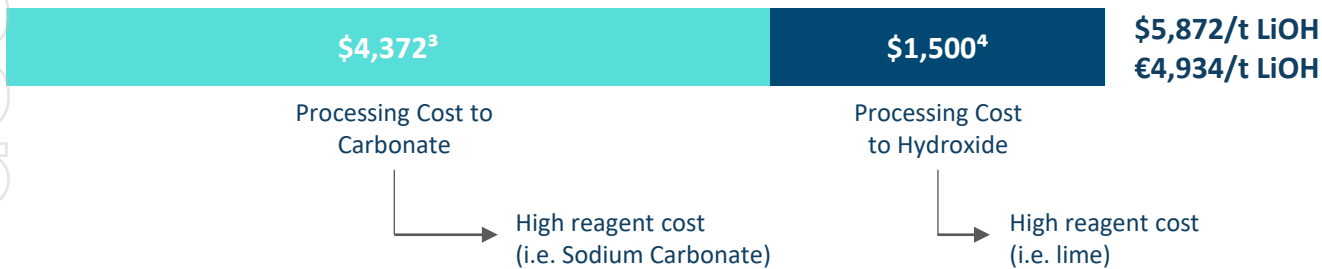 $4,372³
$1,500⁴
$5,872/t LiOH
€4,934/t LiOH
Processing Cost to
Carbonate
Processing Cost
to Hydroxide
High reagent cost
(i.e. Sodium Carbonate)
High reagent cost
(i.e. lime)